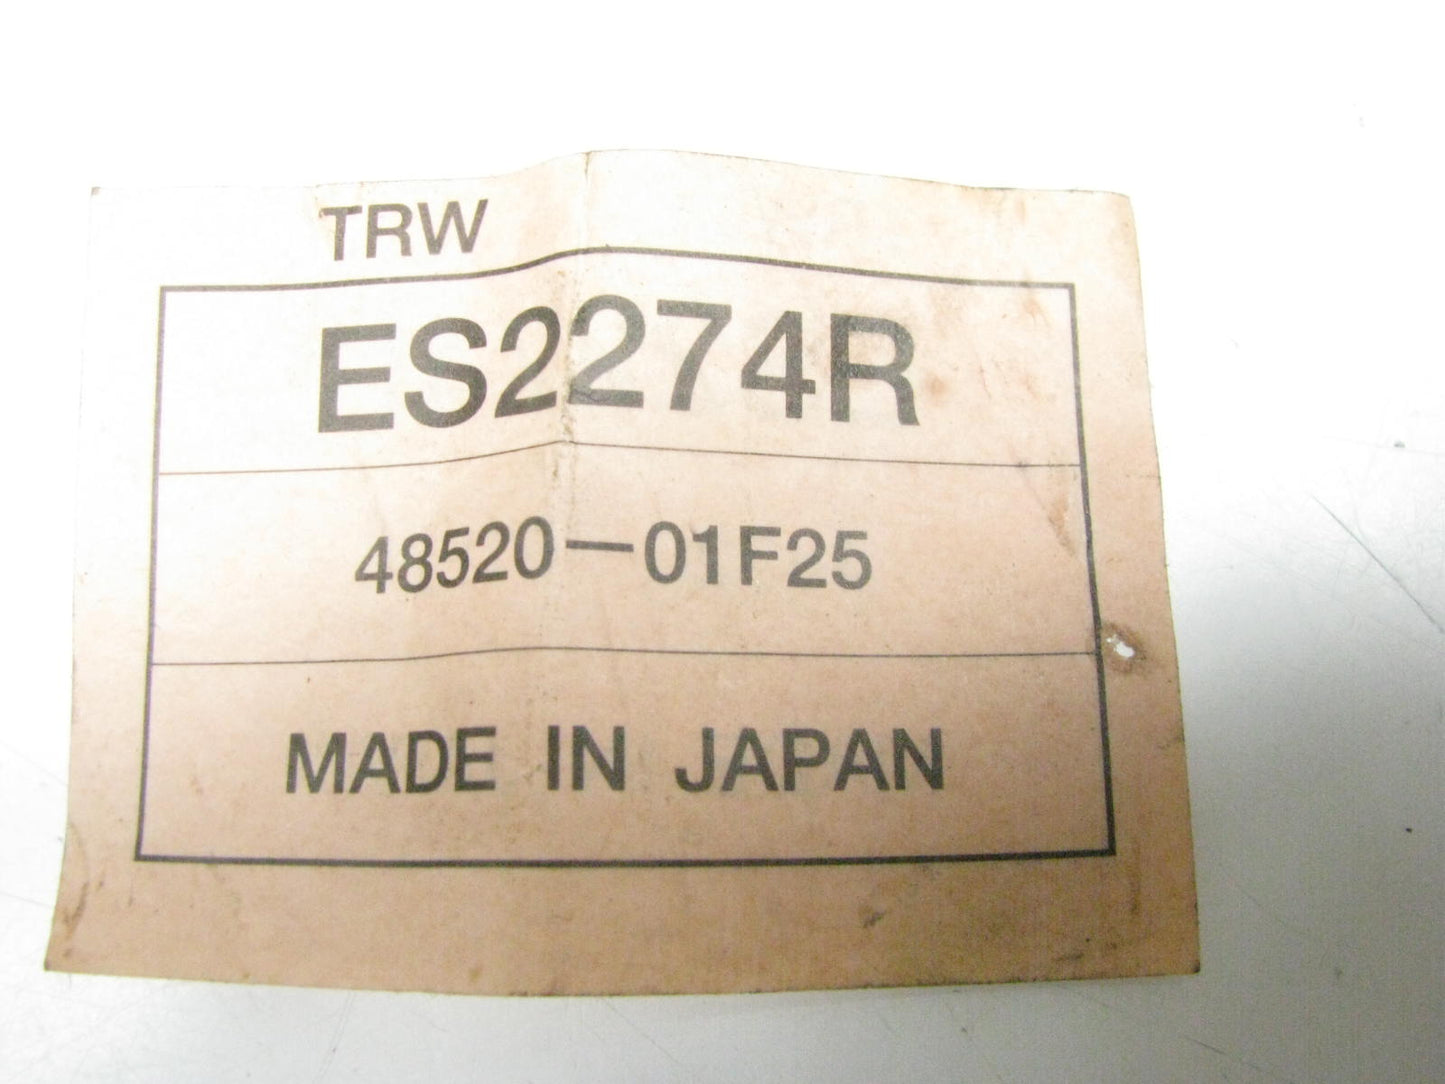 TRW
ES2274R
48520-01F25
MADE IN JAPAN